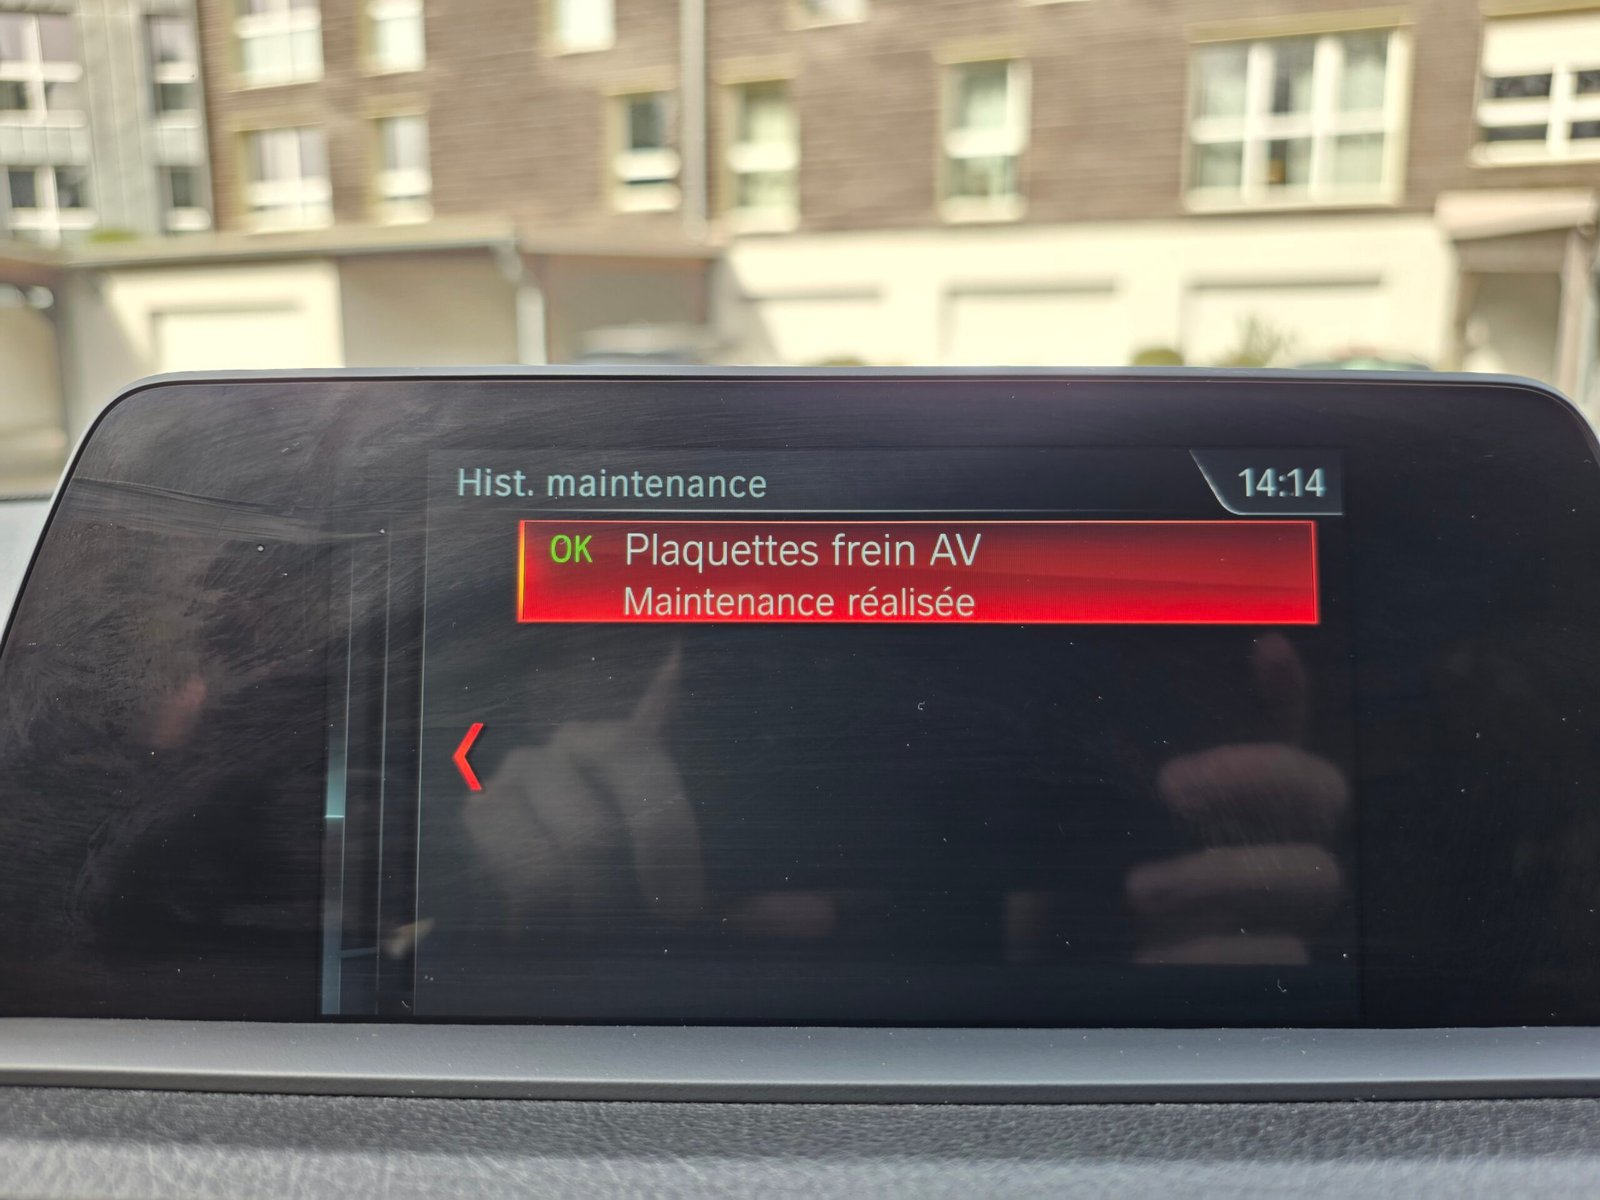 Hist. maintenance
14:14
OK Plaquettes frein AV
Maintenance réalisée